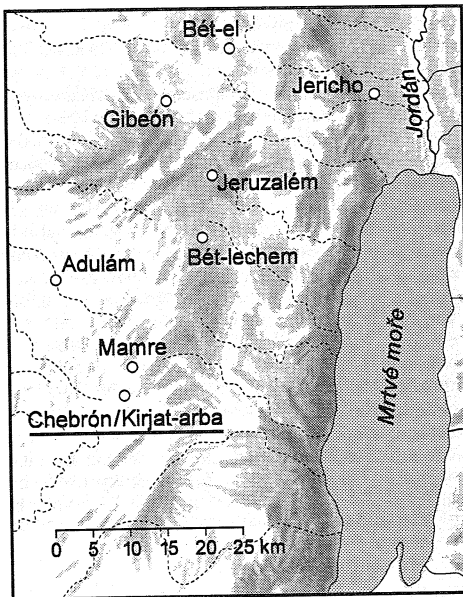 Bét-el
Jericho
Jordán
Gibeón
Jeruzalém
Bét-lechem
Adulám
Mamre
Chebrón/Kirjat-arba
Mrtvé moře
0 5 10 15 20 25 km